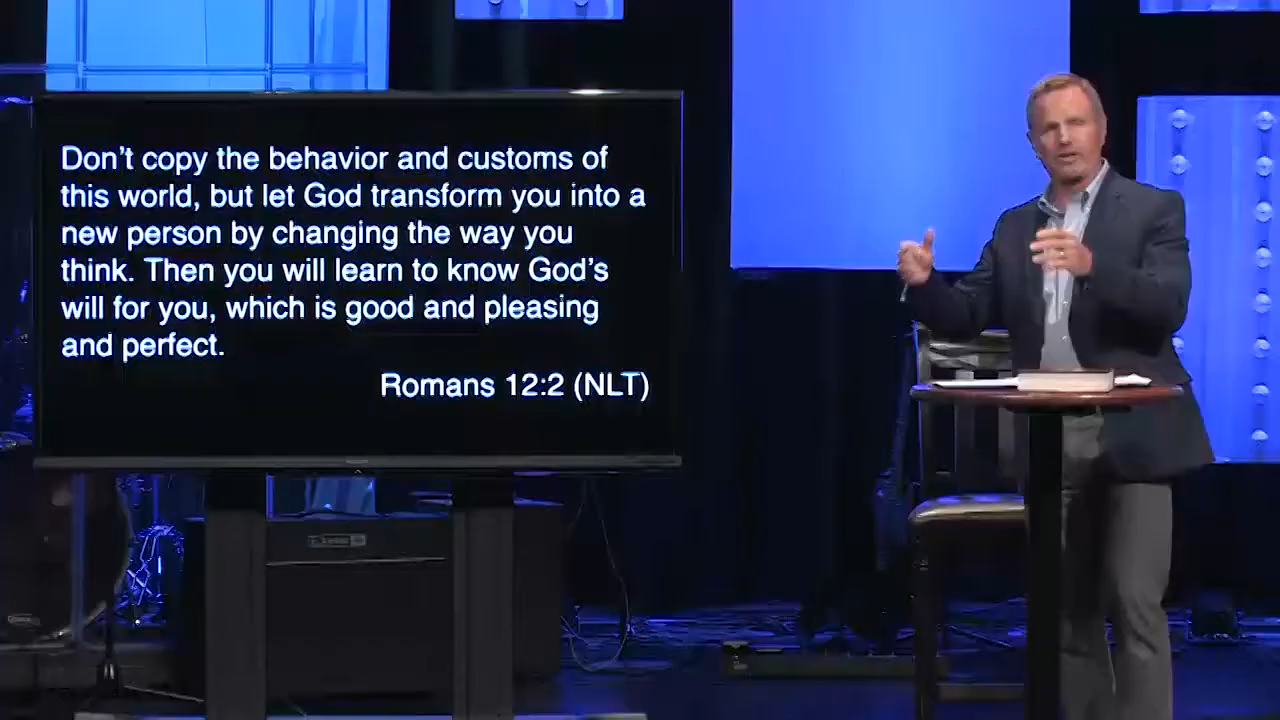 Don't copy the behavior and customs of
this world, but let God transform you into a
new person by changing the way you
think. Then you will learn to know God's
will for you, which is good and pleasing
and perfect.
Romans 12:2 (NLT)